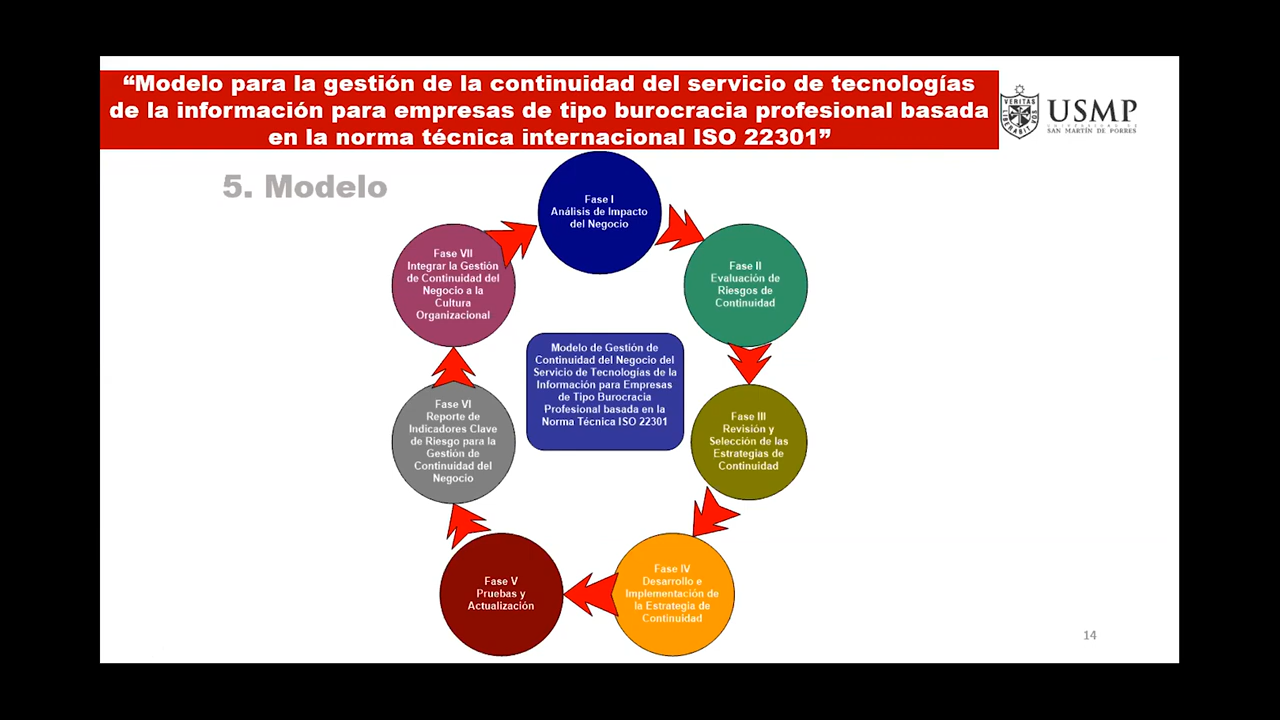 “Modelo para la gestión de la continuidad del servicio de tecnologías
de la información para empresas de tipo burocracia profesional basada
en la norma técnica internacional ISO 22301”
VERITAS
LIBERABIT VOS
USMP
UNIVERSIDAD DE
SAN MARTIN DE PORRES
5. Modelo
Fase I
Análisis de Impacto
del Negocio
Fase II
Evaluación de
Riesgos de
Continuidad
Fase III
Revisión y
Selección de las
Estrategias de
Continuidad
Fase IV
Desarrollo e
Implementación de
la Estrategia de
Continuidad
Fase V
Pruebas y
Actualización
Fase VI
Reporte de
Indicadores Clave
de Riesgo para la
Gestión de
Continuidad del
Negocio
Fase VII
Integrar la Gestión
de Continuidad del
Negocio a la
Cultura
Organizacional
Modelo de Gestión de
Continuidad del Negocio del
Servicio de Tecnologías de la
Información para Empresas
de Tipo Burocracia
Profesional basada en la
Norma Técnica ISO 22301
14